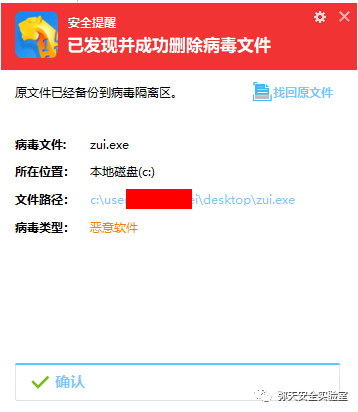 安全提醒
已发现并成功删除病毒文件
原文件已经备份到病毒隔离区。 找回原文件
病毒文件: zui.exe
所在位置: 本地磁盘(c:)
文件路径: c:\use ei\desktop\zui.exe
病毒类型: 恶意软件
确认
弥天安全实验室